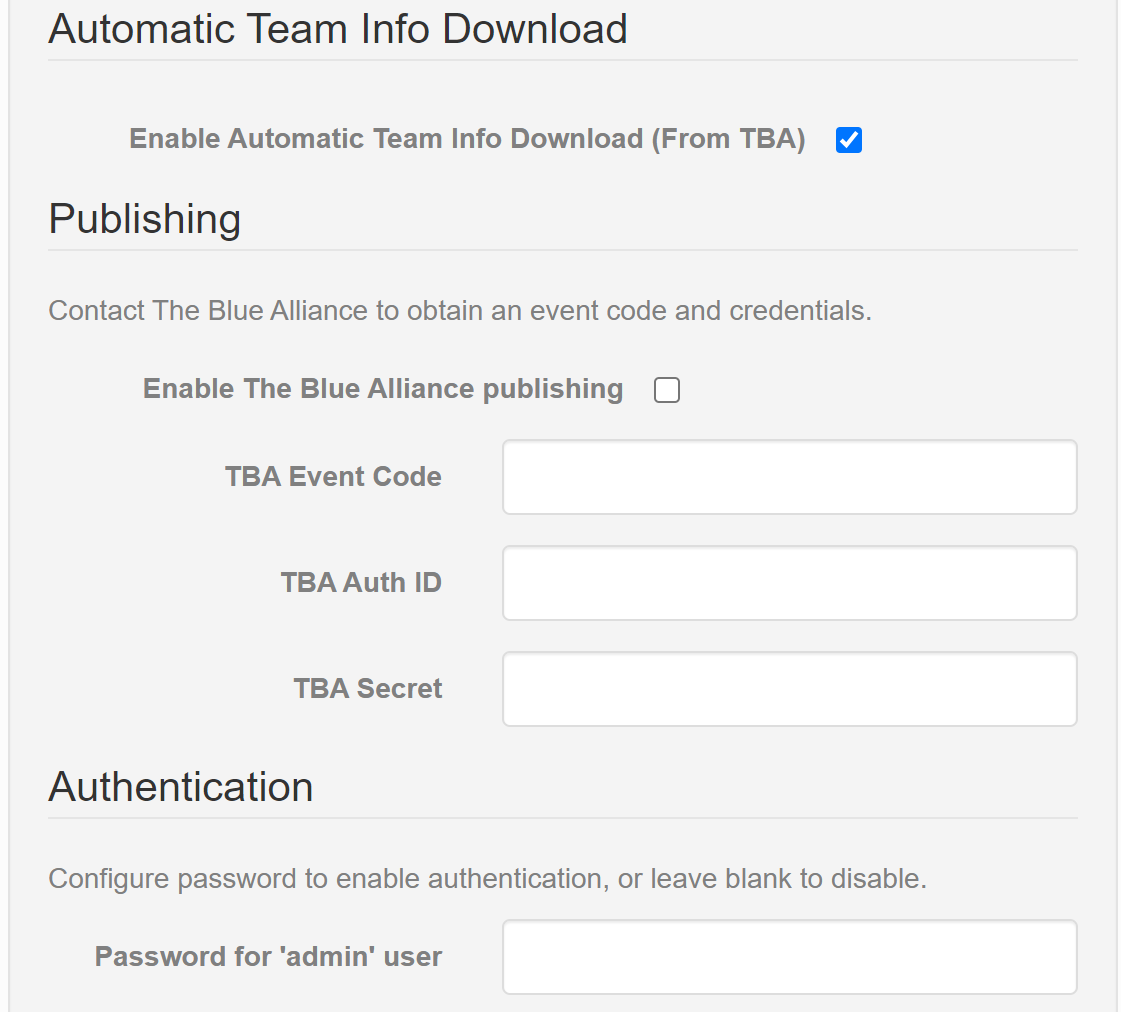 Automatic Team Info Download
Enable Automatic Team Info Download (From TBA)
Publishing
Contact The Blue Alliance to obtain an event code and credentials.
Enable The Blue Alliance publishing
TBA Event Code
TBA Auth ID
TBA Secret
Authentication
Configure password to enable authentication, or leave blank to disable.
Password for 'admin' user